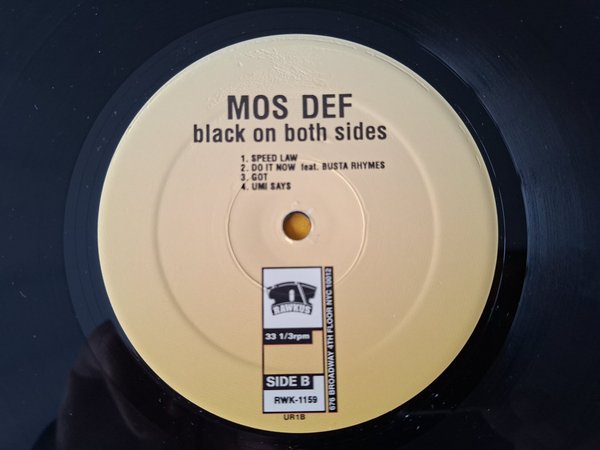 MOS DEF
black on both sides
1. SPEED LAW
2. DO IT NOW feat. BUSTA RHYMES
3. GOT
4. UMI SAYS
RAWKUS
33 1/3rpm
SIDE B
RWK-1159
676 BROADWAY 4TH FLOOR NYC 10012
UR1B